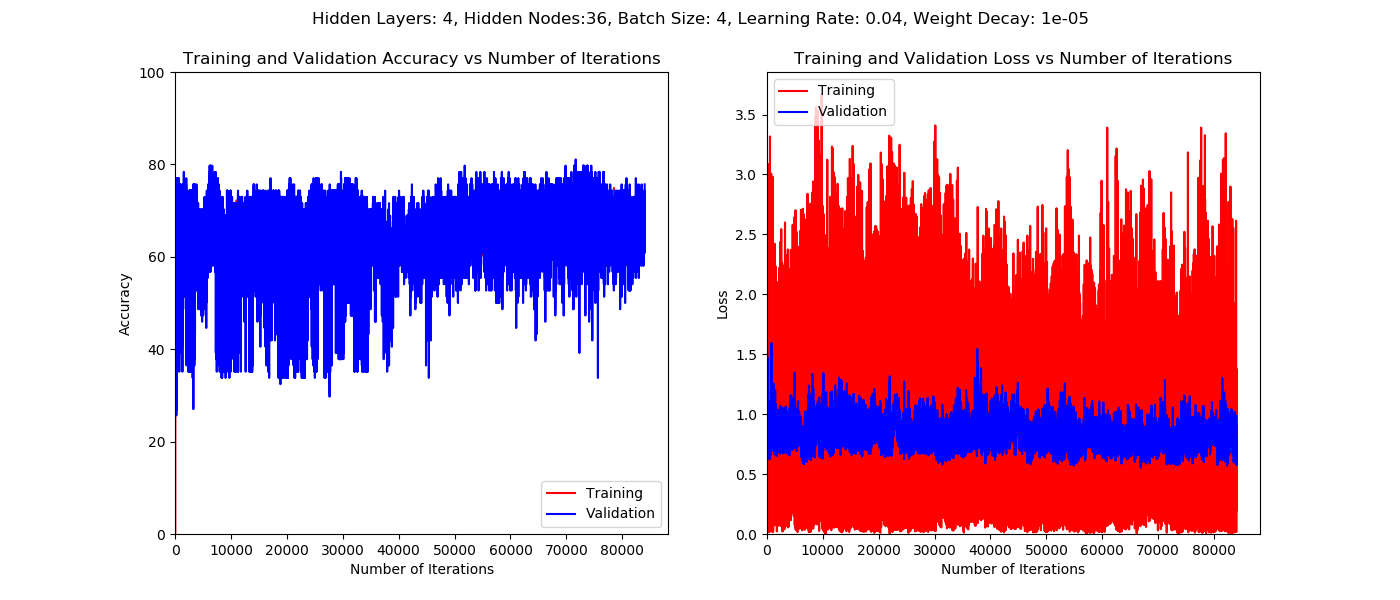 Hidden Layers: 4, Hidden Nodes:36, Batch Size: 4, Learning Rate: 0.04, Weight Decay: 1e-05
Training and Validation Accuracy vs Number of Iterations
100
80
60
40
20
0
Accuracy
0 10000 20000 30000 40000 50000 60000 70000 80000
Number of Iterations
Training
Validation
Training and Validation Loss vs Number of Iterations
Training
Validation
3.5
3.0
2.5
2.0
1.5
1.0
0.5
0.0
Loss
0 10000 20000 30000 40000 50000 60000 70000 80000
Number of Iterations